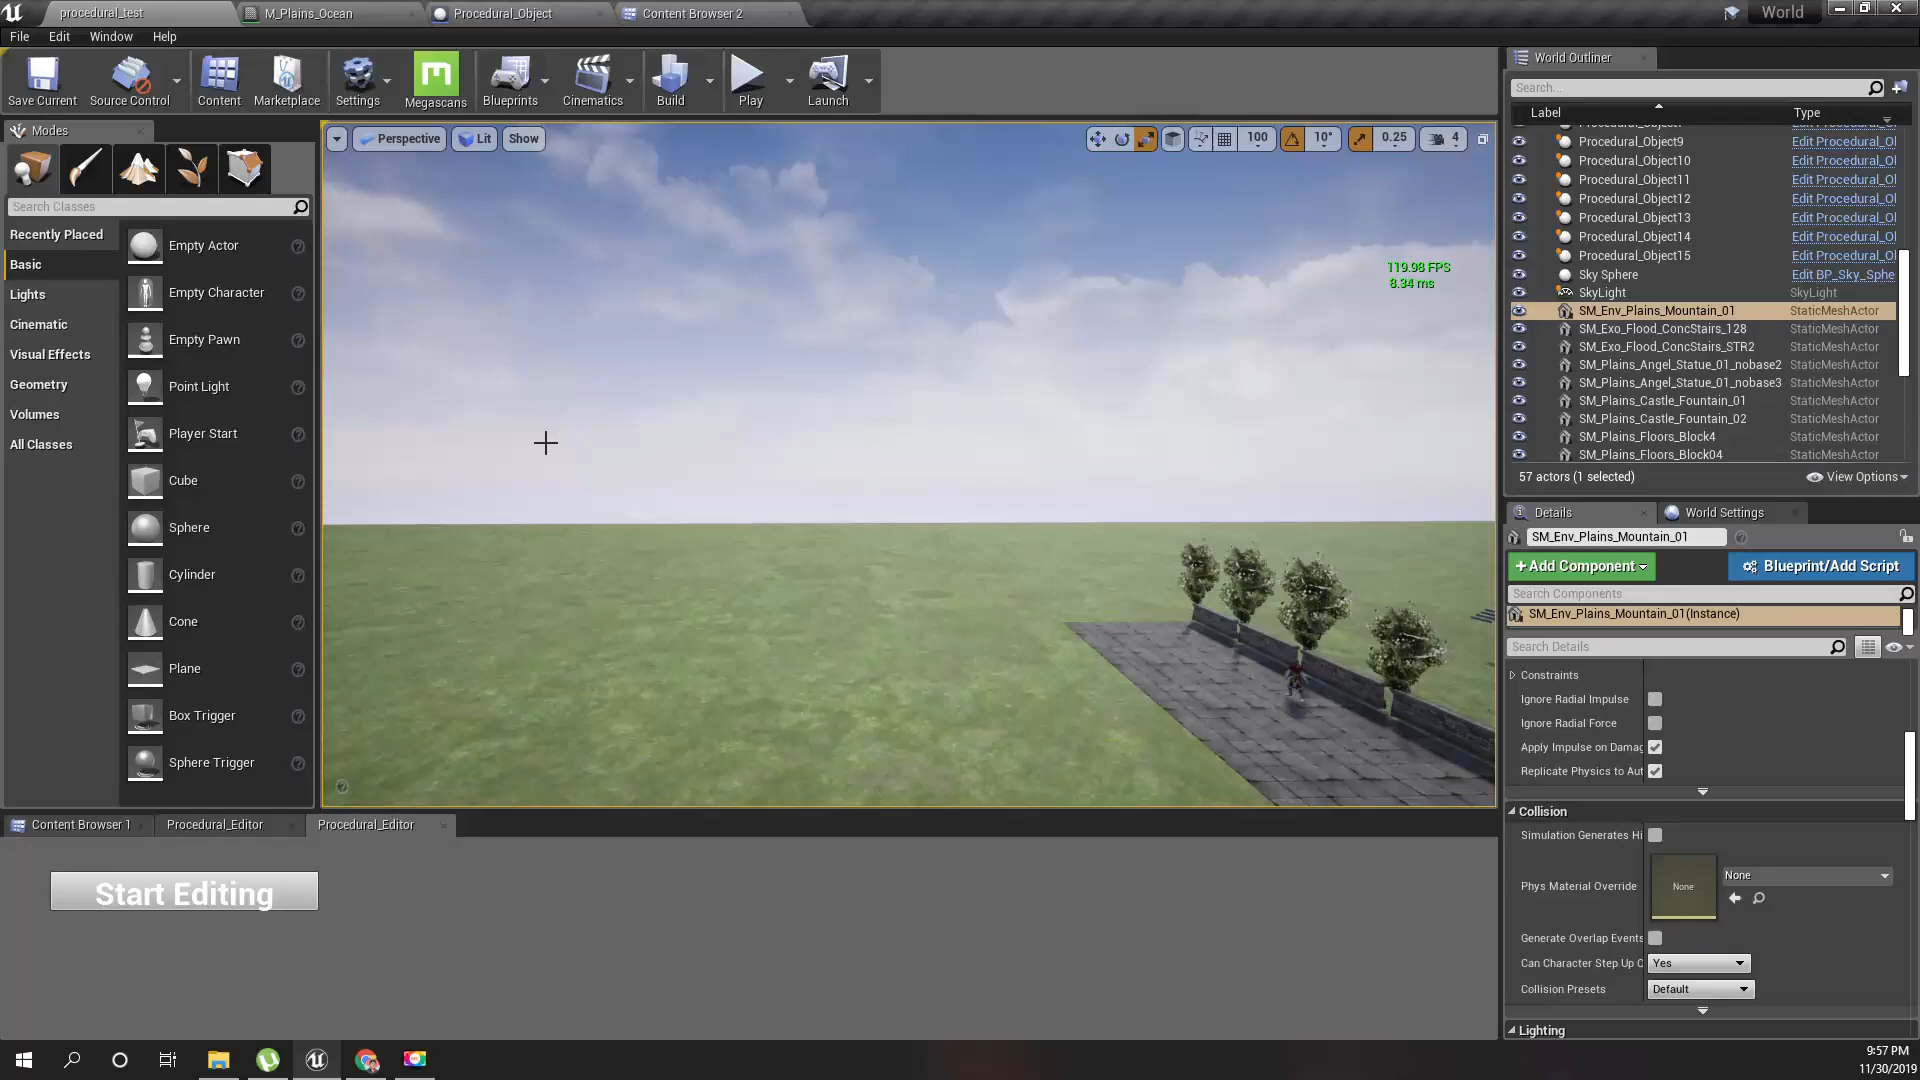 procedural_test
M_Plains_Ocean
Procedural_Object
Content Browser 2
World
File
Edit
Window
Help
Save Current
Source Control
Content
Marketplace
Settings
Megascans
Blueprints
Cinematics
Build
Play
Launch
World Outliner
Search...
Label
Type
Procedural_Object9
Edit Procedural_Ol
Procedural_Object10
Edit Procedural_Ol
Procedural_Object11
Edit Procedural_Ol
Procedural_Object12
Edit Procedural_Ol
Procedural_Object13
Edit Procedural_Ol
Procedural_Object14
Edit Procedural_Ol
Procedural_Object15
Edit Procedural_Ol
Sky Sphere
Edit BP_Sky_Sphe
SkyLight
SkyLight
SM_Env_Plains_Mountain_01
StaticMeshActor
SM_Exo_Flood_ConcStairs_128
StaticMeshActor
SM_Exo_Flood_ConcStairs_STR2
StaticMeshActor
SM_Plains_Angel_Statue_01_nobase2
StaticMeshActor
SM_Plains_Angel_Statue_01_nobase3
StaticMeshActor
SM_Plains_Castle_Fountain_01
StaticMeshActor
SM_Plains_Castle_Fountain_02
StaticMeshActor
SM_Plains_Floors_Block4
StaticMeshActor
SM_Plains_Floors_Block04
StaticMeshActor
57 actors (1 selected)
View Options
Modes
Search Classes
Recently Placed
Basic
Lights
Cinematic
Visual Effects
Geometry
Volumes
All Classes
Empty Actor
Empty Character
Empty Pawn
Point Light
Player Start
Cube
Sphere
Cylinder
Cone
Plane
Box Trigger
Sphere Trigger
Perspective
Lit
Show
100
10°
0.25
4
119.98 FPS
8.34 ms
Details
World Settings
SM_Env_Plains_Mountain_01
+Add Component
Blueprint/Add Script
Search Components
SM_Env_Plains_Mountain_01(Instance)
Search Details
Constraints
Ignore Radial Impulse
Ignore Radial Force
Apply Impulse on Damag
Replicate Physics to Aut
Collision
Simulation Generates Hi
Phys Material Override
None
None
Generate Overlap Events
Can Character Step Up O
Yes
Collision Presets
Default
Lighting
Content Browser 1
Procedural_Editor
Procedural_Editor
Start Editing
9:57 PM
11/30/2019